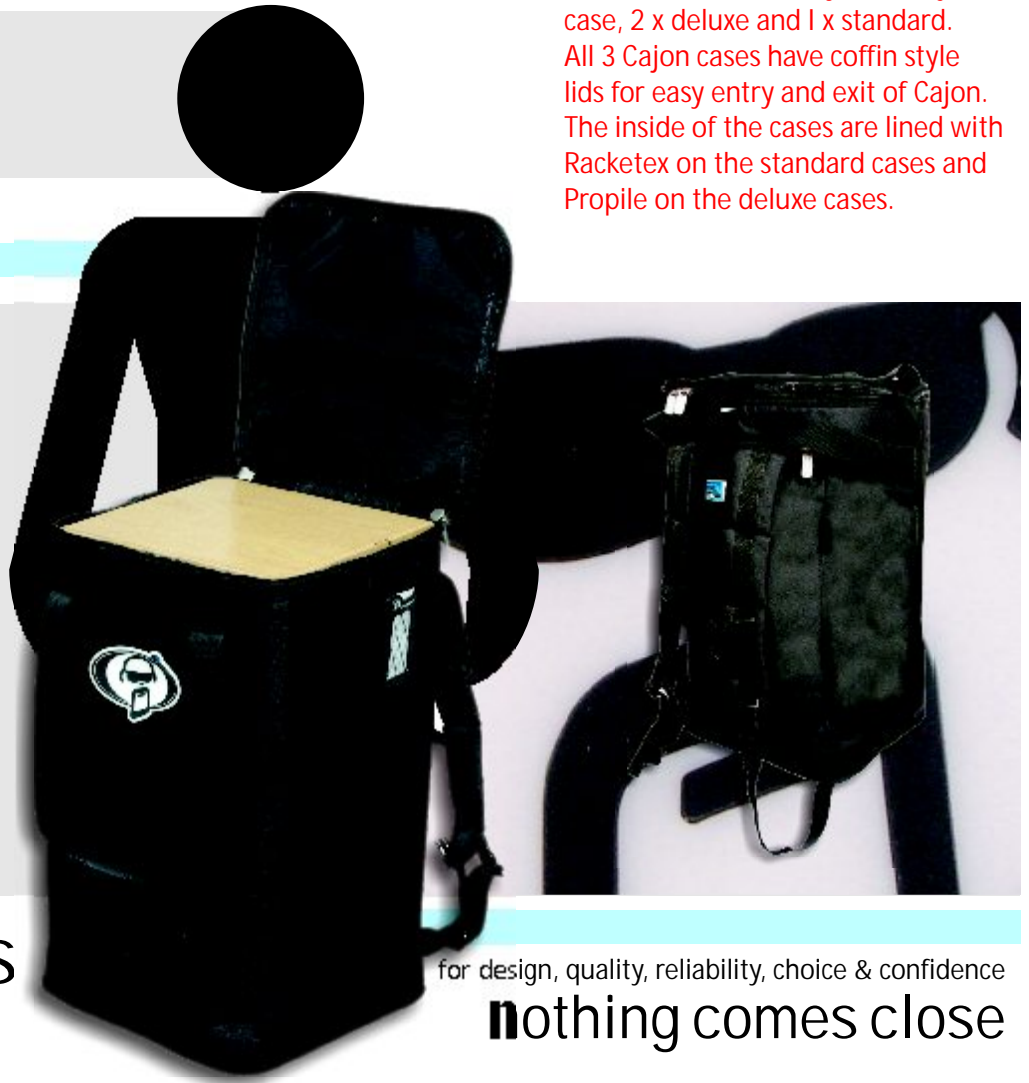 case, 2 x deluxe and I x standard.
All 3 Cajon cases have coffin style
lids for easy entry and exit of Cajon.
The inside of the cases are lined with
Racketex on the standard cases and
Propile on the deluxe cases.
for design, quality, reliability, choice & confidence
nothing comes close